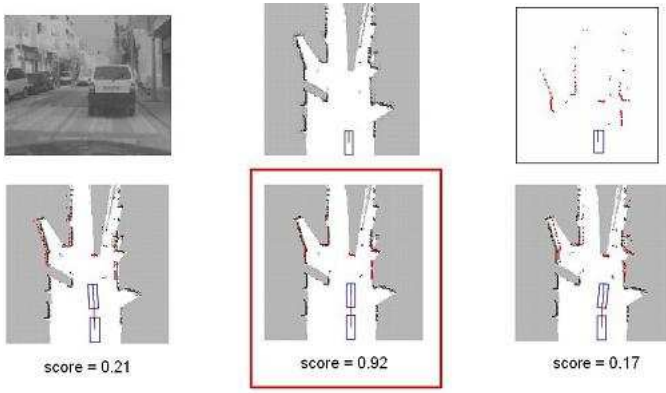 score = 0.21
score = 0.92
score = 0.17